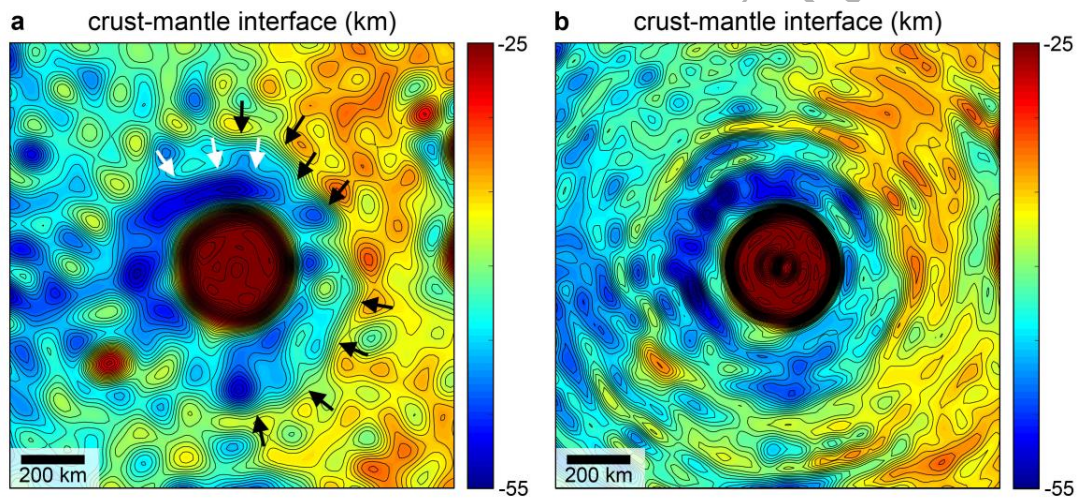 a crust-mantle interface (km)
-25
-55
200 km
b crust-mantle interface (km)
-25
-55
200 km